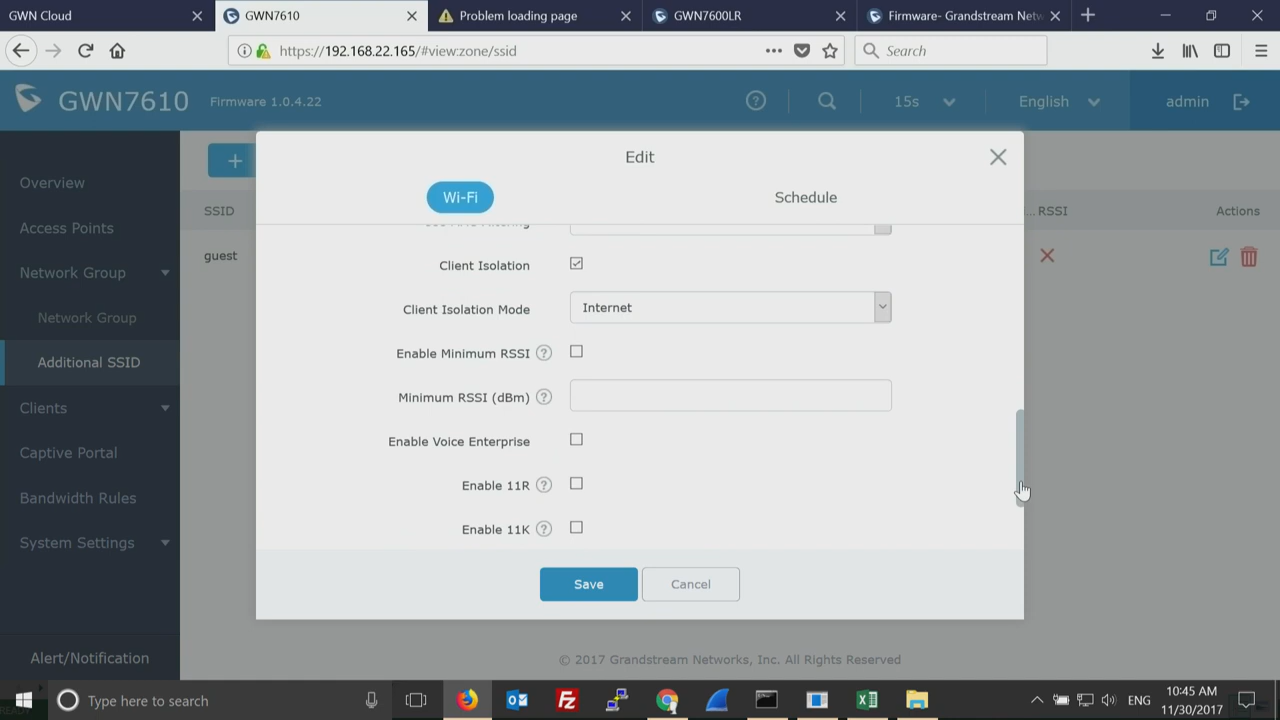 GWN Cloud
GWN7610
Problem loading page
GWN7600LR
Firmware- Grandstream Netw
https://192.168.22.165/#view:zone/ssid
Search
GWN7610
Firmware 1.0.4.22
15s
English
admin
Overview
Access Points
Network Group
Network Group
Additional SSID
Clients
Captive Portal
Bandwidth Rules
System Settings
Alert/Notification
SSID
... RSSI
Actions
guest
Edit
Wi-Fi
Schedule
Client Isolation
Client Isolation Mode
Internet
Enable Minimum RSSI ?
Minimum RSSI (dBm) ?
Enable Voice Enterprise
Enable 11R ?
Enable 11K ?
Save
Cancel
© 2017 Grandstream Networks, Inc. All Rights Reserved
Type here to search
ENG
10:45 AM
11/30/2017